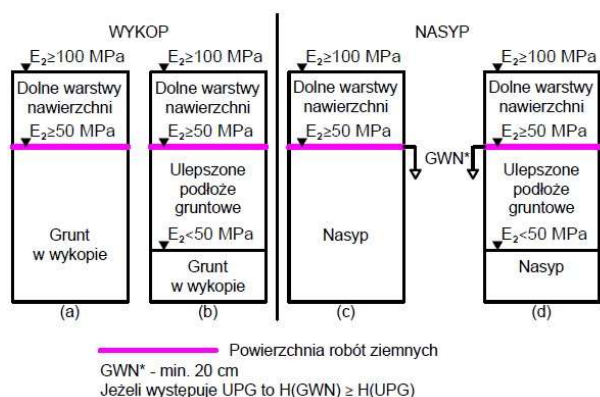 WYKOP
NASYP
E2≥100 MPa
E2≥100 MPa
E2≥100 MPa
E2≥100 MPa
Dolne warstwy
nawierzchni
Dolne warstwy
nawierzchni
Dolne warstwy
nawierzchni
Dolne warstwy
nawierzchni
E2≥50 MPa
E2≥50 MPa
E2≥50 MPa
E2≥50 MPa
GWN*
Grunt
w wykopie
Ulepszone
podłoże
gruntowe
Nasyp
Ulepszone
podłoże
gruntowe
E2<50 MPa
E2<50 MPa
Grunt
w wykopie
Nasyp
(a)
(b)
(c)
(d)
Powierzchnia robót ziemnych
GWN* - min. 20 cm
Jeżeli występuje UPG to H(GWN) ≥ H(UPG)